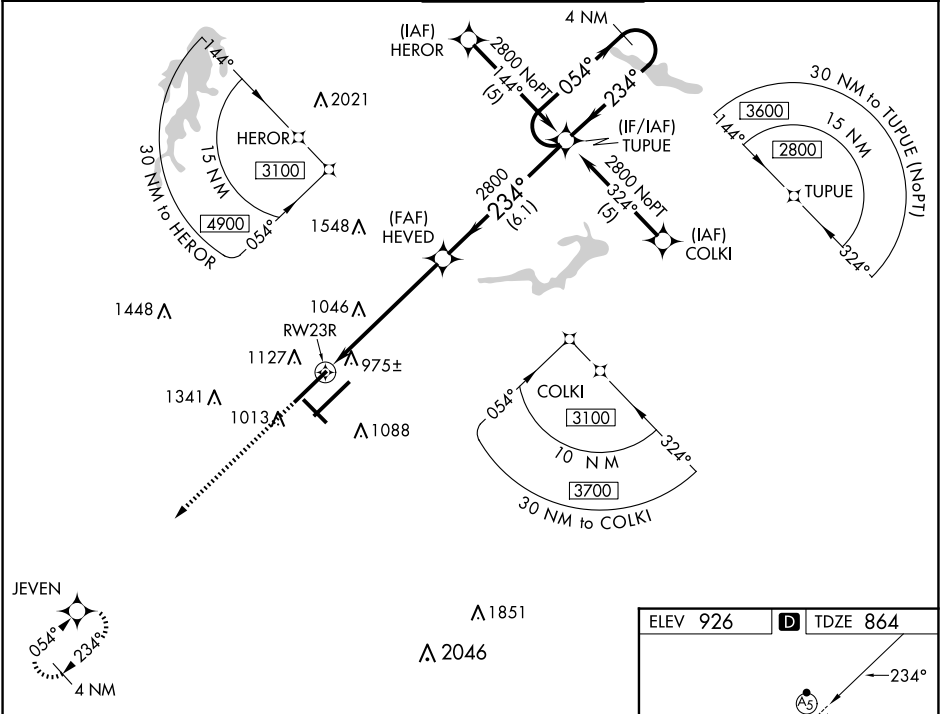 (IAF)
HEROR
2800 NoPT
144°
(5)
4 NM
054°
234°
(IF/IAF)
TUPUE
2800 NoPT
324°
(5)
(IAF)
COLKI
2800
234°
(6.1)
(FAF)
HEVED
144°
HEROR
3100
15 NM
4900
054°
30 NM to HEROR
2021
1548
30 NM to TUPUE (NoPT)
3600
15 NM
144°
2800
TUPUE
324°
1448
1046
RW23R
1127
975±
1341
1013
1088
054°
COLKI
3100
324°
10 NM
3700
30 NM to COLKI
JEVEN
054°
234°
4 NM
1851
2046
ELEV 926
D
TDZE 864
234°
A5